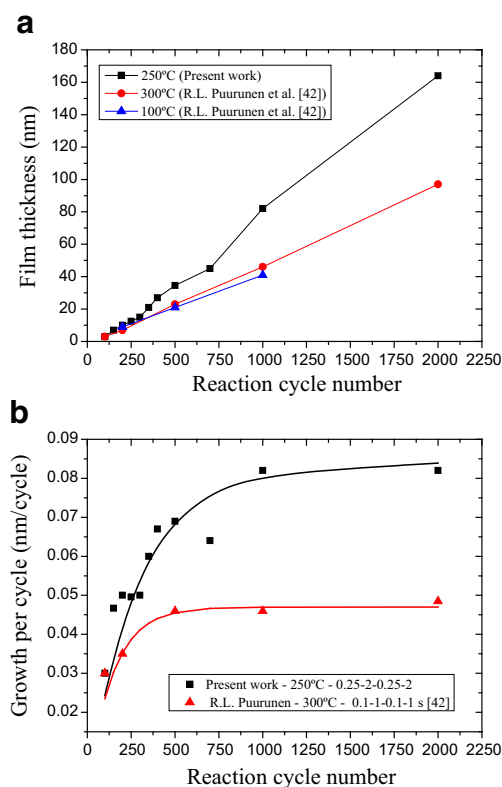 a
180
160
140
120
100
80
60
40
20
0
Film thickness (nm)
250ºC (Present work)
300ºC (R.L. Puurunen et al. [42])
100ºC (R.L. Puurunen et al. [42])
0 250 500 750 1000 1250 1500 1750 2000 2250
Reaction cycle number
b
0.09
0.08
0.07
0.06
0.05
0.04
0.03
0.02
Growth per cycle (nm/cycle)
Present work - 250ºC - 0.25-2-0.25-2
R.L. Puurunen - 300ºC - 0.1-1-0.1-1 s [42]
0 250 500 750 1000 1250 1500 1750 2000 2250
Reaction cycle number